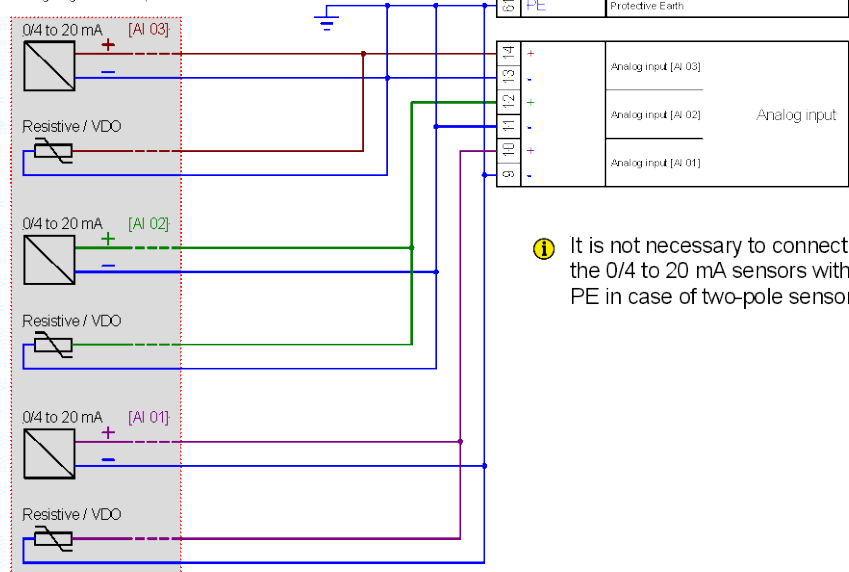 61 PE Protective Earth
0/4 to 20 mA [AI 03]
+
−
Resistive / VDO
14 +
13 -
12 +
11 -
10 +
9 -
Analog input [AI 03]
Analog input [AI 02]
Analog input [AI 01]
Analog input
0/4 to 20 mA [AI 02]
+
−
Resistive / VDO
i It is not necessary to connect
the 0/4 to 20 mA sensors with
PE in case of two-pole sensor
0/4 to 20 mA [AI 01]
+
−
Resistive / VDO